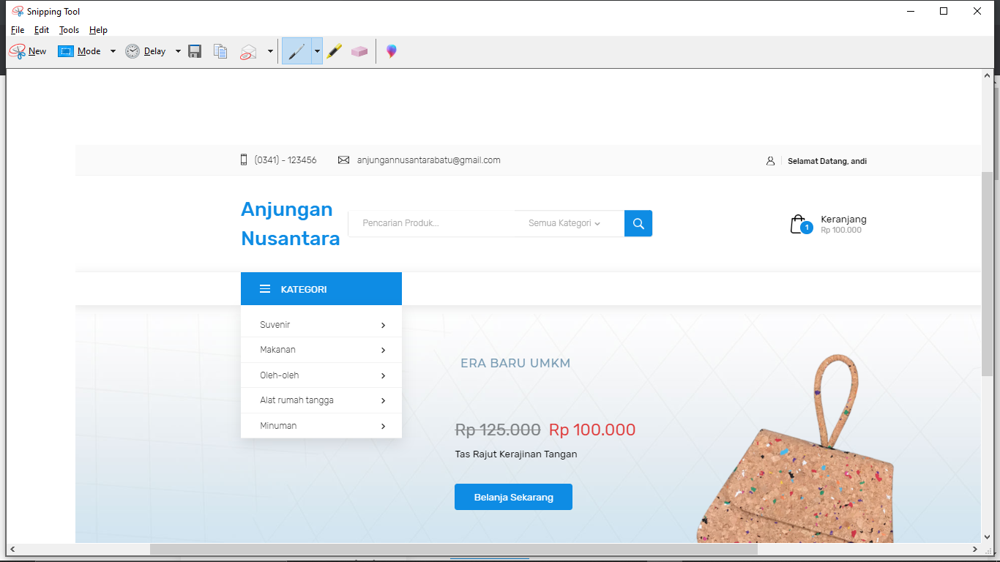 Snipping Tool
File Edit Tools Help
New Mode Delay
(0341) - 123456 anjungannusantarabatu@gmail.com Selamat Datang, andi
Anjungan
Nusantara
Pencarian Produk... Semua Kategori
Keranjang
1
Rp 100.000
KATEGORI
Suvenir
Makanan
Oleh-oleh
Alat rumah tangga
Minuman
ERA BARU UMKM
Rp 125.000 Rp 100.000
Tas Rajut Kerajinan Tangan
Belanja Sekarang